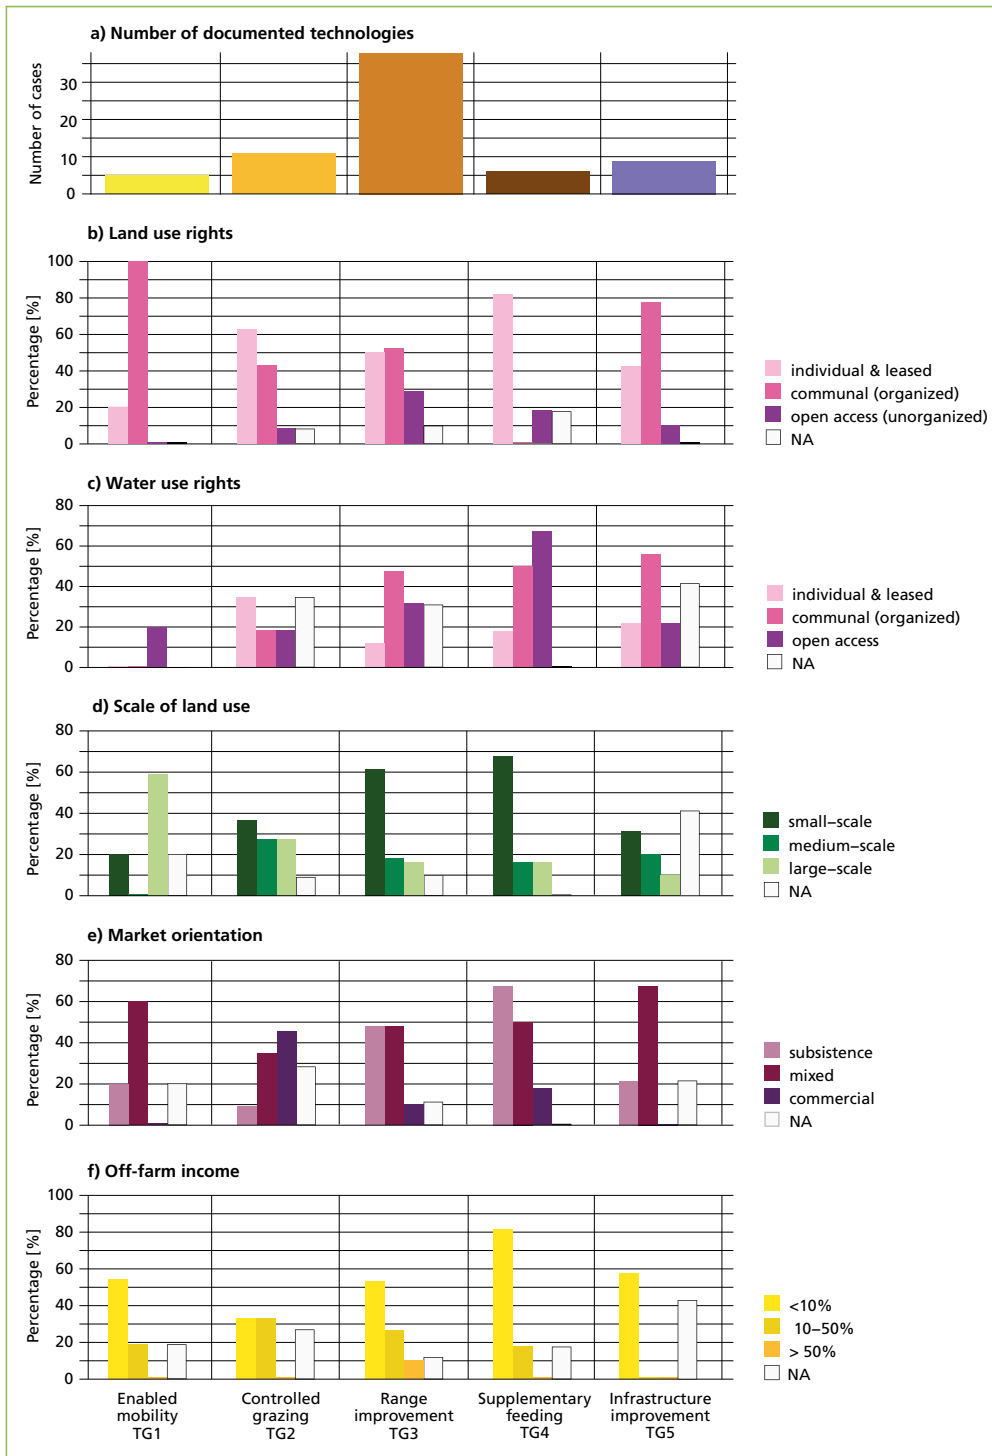 a) Number of documented technologies
Number of cases
30
20
10
0
b) Land use rights
Percentage [%]
100
80
60
40
20
0
individual & leased
communal (organized)
open access (unorganized)
NA
c) Water use rights
Percentage [%]
80
60
40
20
0
individual & leased
communal (organized)
open access
NA
d) Scale of land use
Percentage [%]
80
60
40
20
0
small–scale
medium–scale
large–scale
NA
e) Market orientation
Percentage [%]
80
60
40
20
0
subsistence
mixed
commercial
NA
f) Off-farm income
Percentage [%]
100
80
60
40
20
0
<10%
10–50%
> 50%
NA
Enabled
mobility
TG1
Controlled
grazing
TG2
Range
improvement
TG3
Supplementary
feeding
TG4
Infrastructure
improvement
TG5